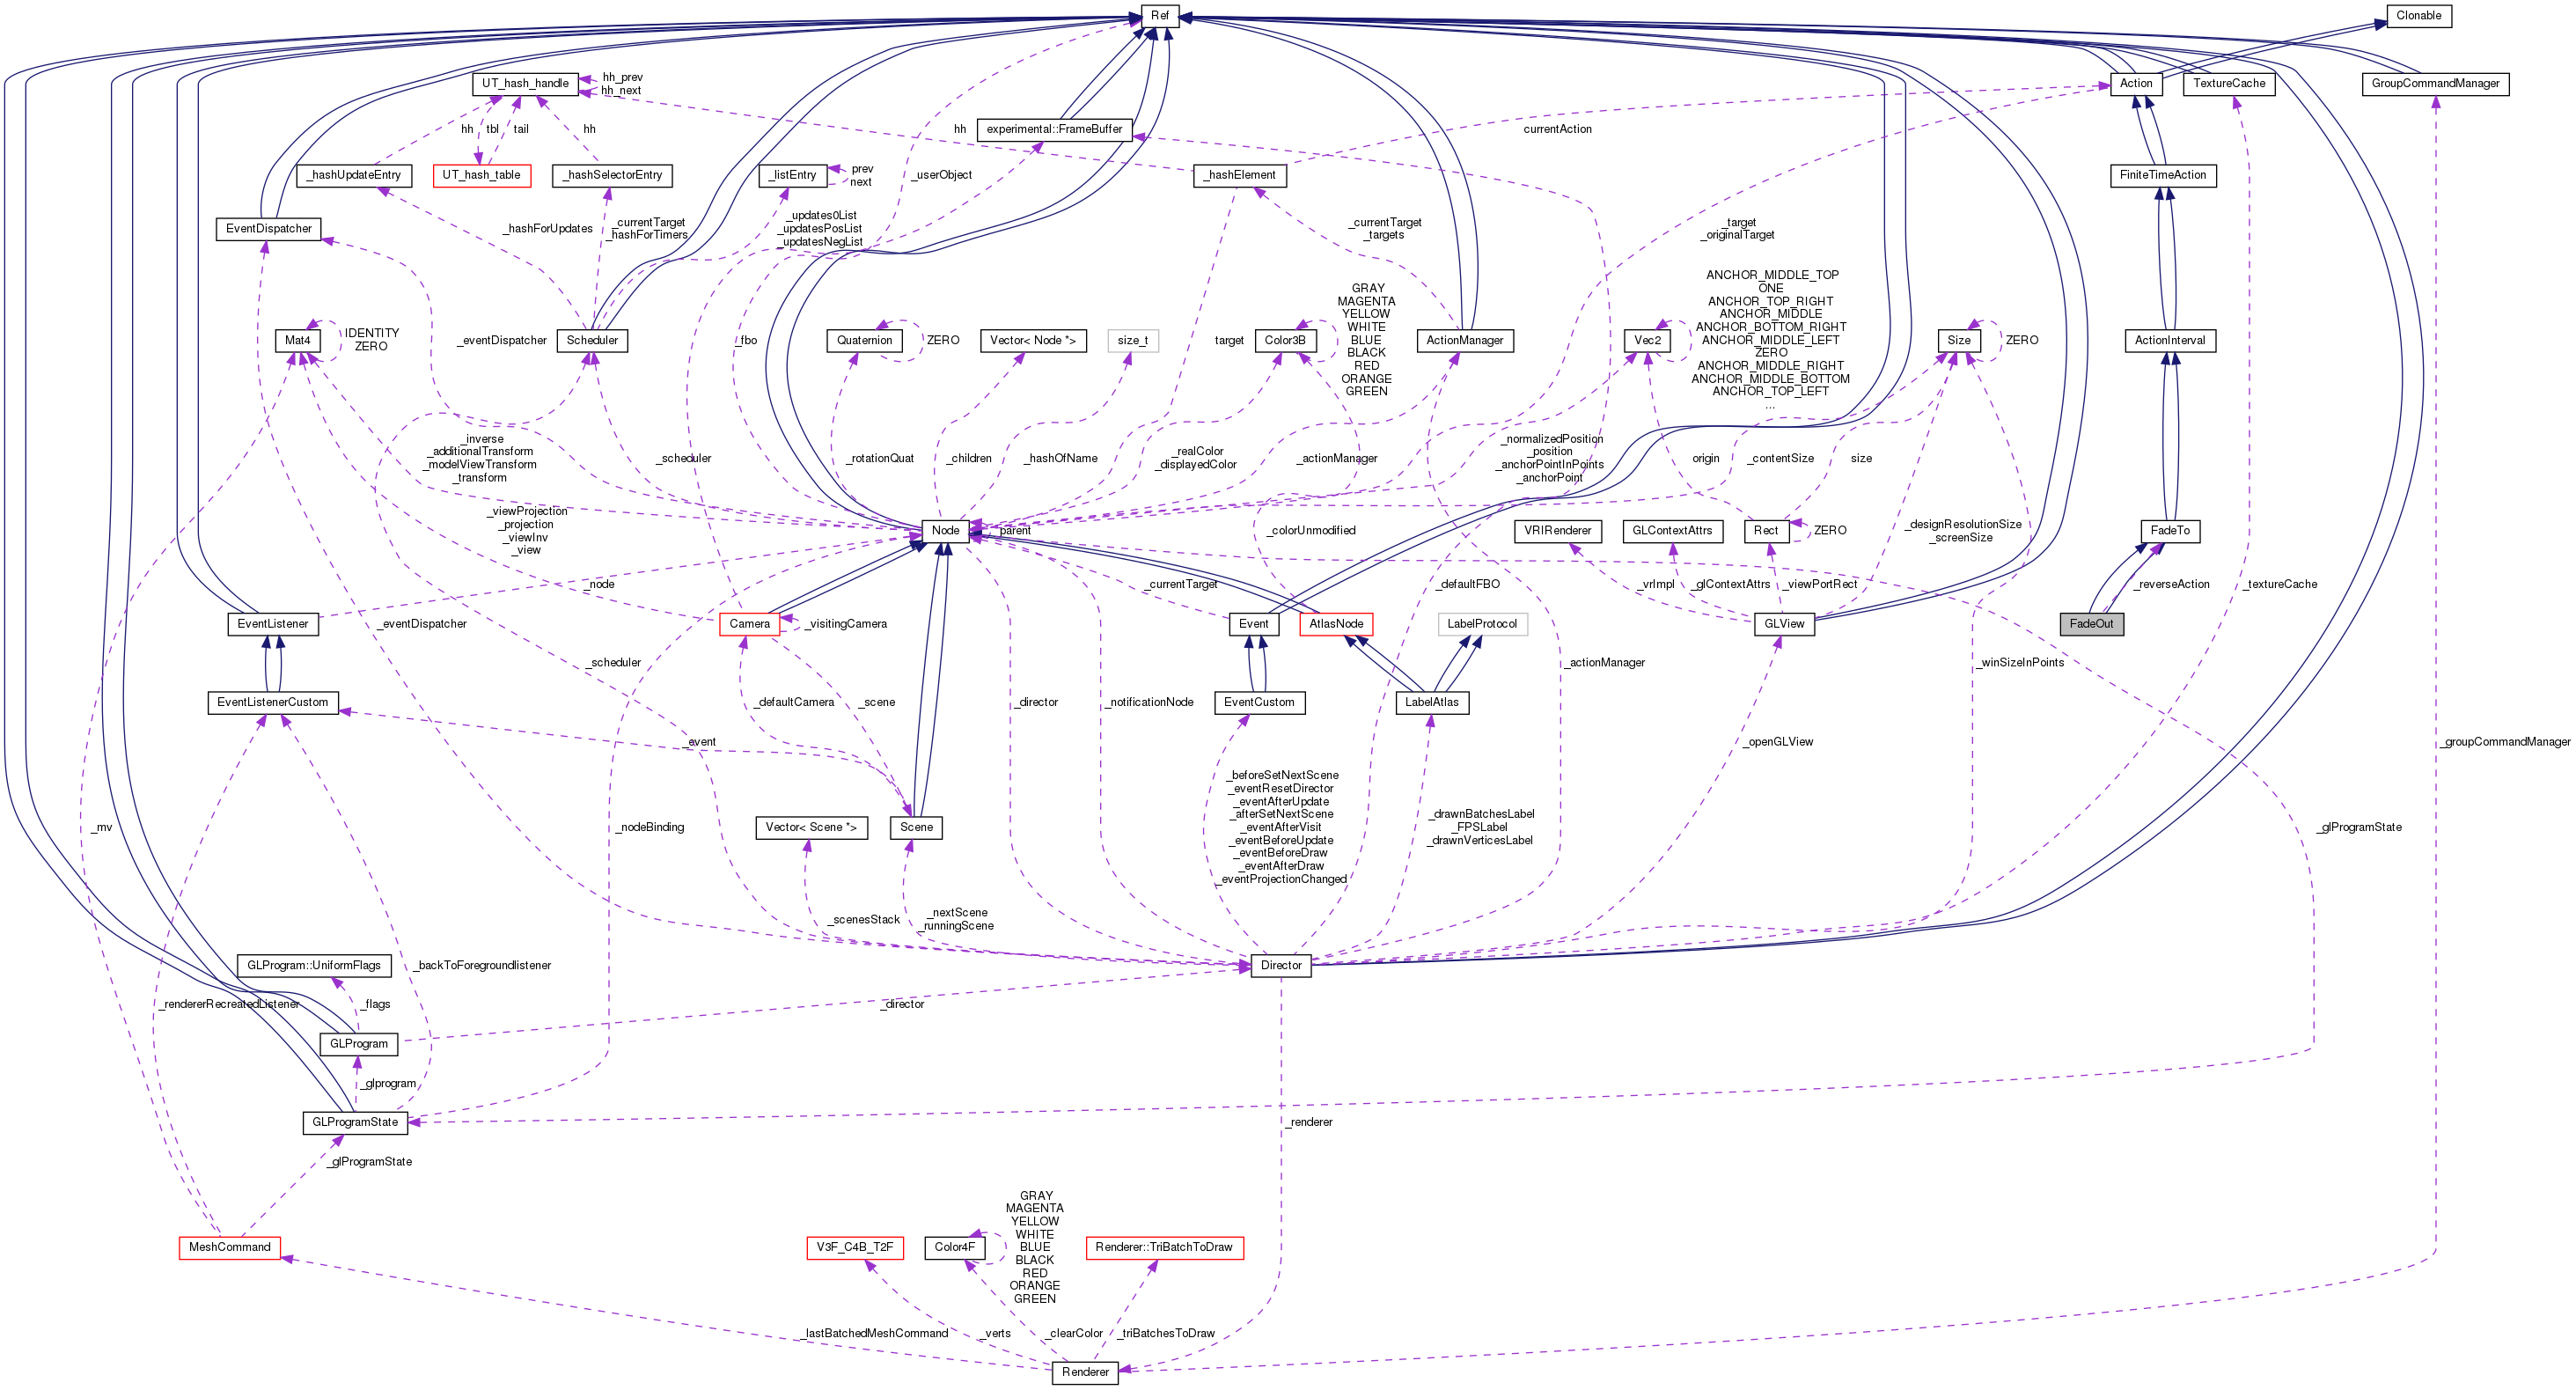 Ref
Clonable
UT_hash_handle
hh_prev
hh_next
Action
TextureCache
GroupCommandManager
hh
tbl
tail
hh
experimental::FrameBuffer
hh
currentAction
_hashUpdateEntry
UT_hash_table
_hashSelectorEntry
_listEntry
prev
next
_userObject
_hashElement
FiniteTimeAction
EventDispatcher
_hashForUpdates
_currentTarget
_hashForTimers
_updates0List
_updatesPosList
_updatesNegList
_currentTarget
_targets
_target
_originalTarget
Mat4
IDENTITY
ZERO
_eventDispatcher
Scheduler
_fbo
Quaternion
ZERO
Vector< Node *>
size_t
target
Color3B
GRAY
MAGENTA
YELLOW
WHITE
BLUE
BLACK
RED
ORANGE
GREEN
ActionManager
Vec2
ANCHOR_MIDDLE_TOP
ONE
ANCHOR_TOP_RIGHT
ANCHOR_MIDDLE
ANCHOR_BOTTOM_RIGHT
ANCHOR_MIDDLE_LEFT
ZERO
ANCHOR_MIDDLE_RIGHT
ANCHOR_MIDDLE_BOTTOM
ANCHOR_TOP_LEFT
...
Size
ZERO
ActionInterval
_inverse
_additionalTransform
_modelViewTransform
_transform
_scheduler
_rotationQuat
_children
_hashOfName
_realColor
_displayedColor
_actionManager
_normalizedPosition
_position
_anchorPointInPoints
_anchorPoint
origin
_contentSize
size
_viewProjection
_projection
_viewInv
_view
Node
_parent
_colorUnmodified
VRIRenderer
GLContextAttrs
Rect
ZERO
_designResolutionSize
_screenSize
FadeTo
_node
_currentTarget
_defaultFBO
_vrImpl
_glContextAttrs
_viewPortRect
_reverseAction
_textureCache
EventListener
_eventDispatcher
Camera
_visitingCamera
Event
AtlasNode
LabelProtocol
GLView
FadeOut
_scheduler
_actionManager
_winSizeInPoints
EventListenerCustom
_defaultCamera
_scene
_director
_notificationNode
EventCustom
LabelAtlas
_event
_openGLView
_groupCommandManager
_mv
_nodeBinding
Vector< Scene *>
Scene
_beforeSetNextScene
_eventResetDirector
_eventAfterUpdate
_afterSetNextScene
_eventAfterVisit
_eventBeforeUpdate
_eventBeforeDraw
_eventAfterDraw
_eventProjectionChanged
_drawnBatchesLabel
_FPSLabel
_drawnVerticesLabel
_glProgramState
_scenesStack
_nextScene
_runningScene
GLProgram::UniformFlags
_backToForegroundlistener
Director
_rendererRecreatedListener
_flags
_director
GLProgram
_glprogram
GLProgramState
_renderer
_glProgramState
MeshCommand
V3F_C4B_T2F
Color4F
GRAY
MAGENTA
YELLOW
WHITE
BLUE
BLACK
RED
ORANGE
GREEN
Renderer::TriBatchToDraw
_lastBatchedMeshCommand
_verts
_clearColor
_triBatchesToDraw
Renderer